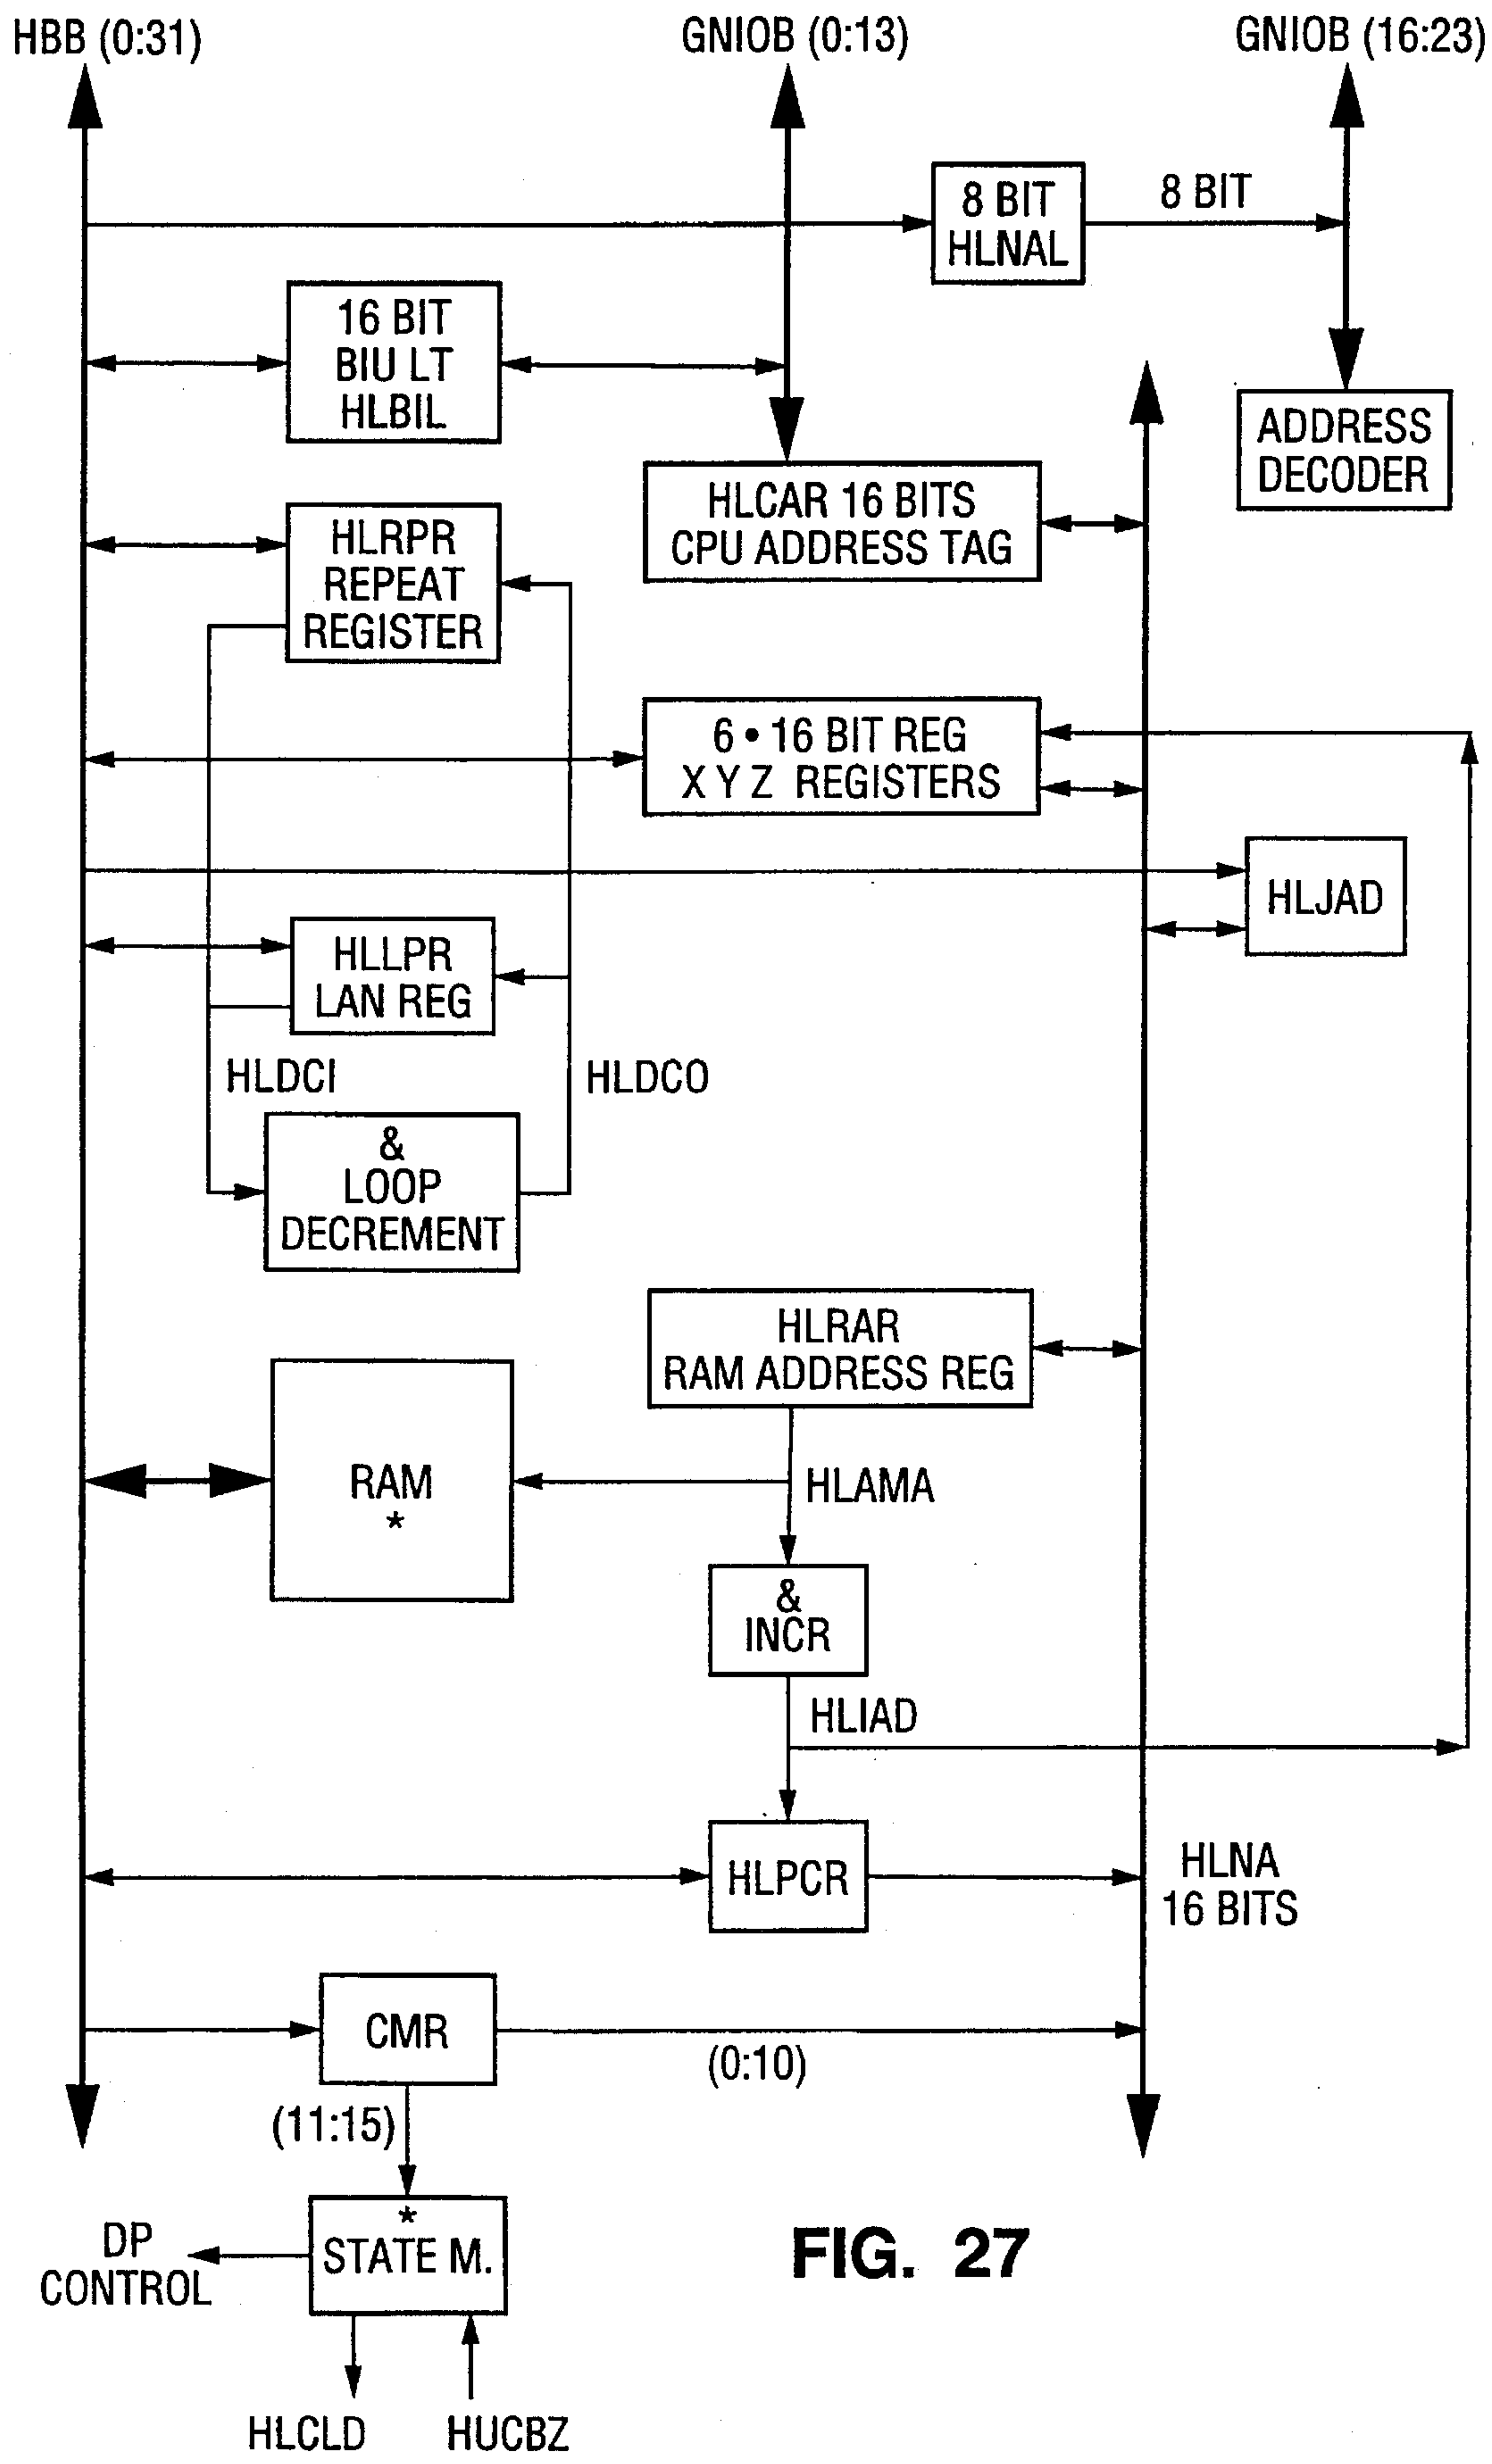 HBB (0:31)
GNIOB (0:13)
GNIOB (16:23)
8 BIT
HLNAL
8 BIT
16 BIT
BIU LT
HLBIL
ADDRESS
DECODER
HLCAR 16 BITS
CPU ADDRESS TAG
HLRPR
REPEAT
REGISTER
6 • 16 BIT REG
X Y Z REGISTERS
HLJAD
HLLPR
LAN REG
HLDCI
HLDCO
&
LOOP
DECREMENT
HLRAR
RAM ADDRESS REG
RAM
*
HLAMA
&
INCR
HLIAD
HLPCR
HLNA
16 BITS
CMR
(0:10)
(11:15)
*
STATE M.
DP
CONTROL
HLCLD
HUCBZ
FIG. 27